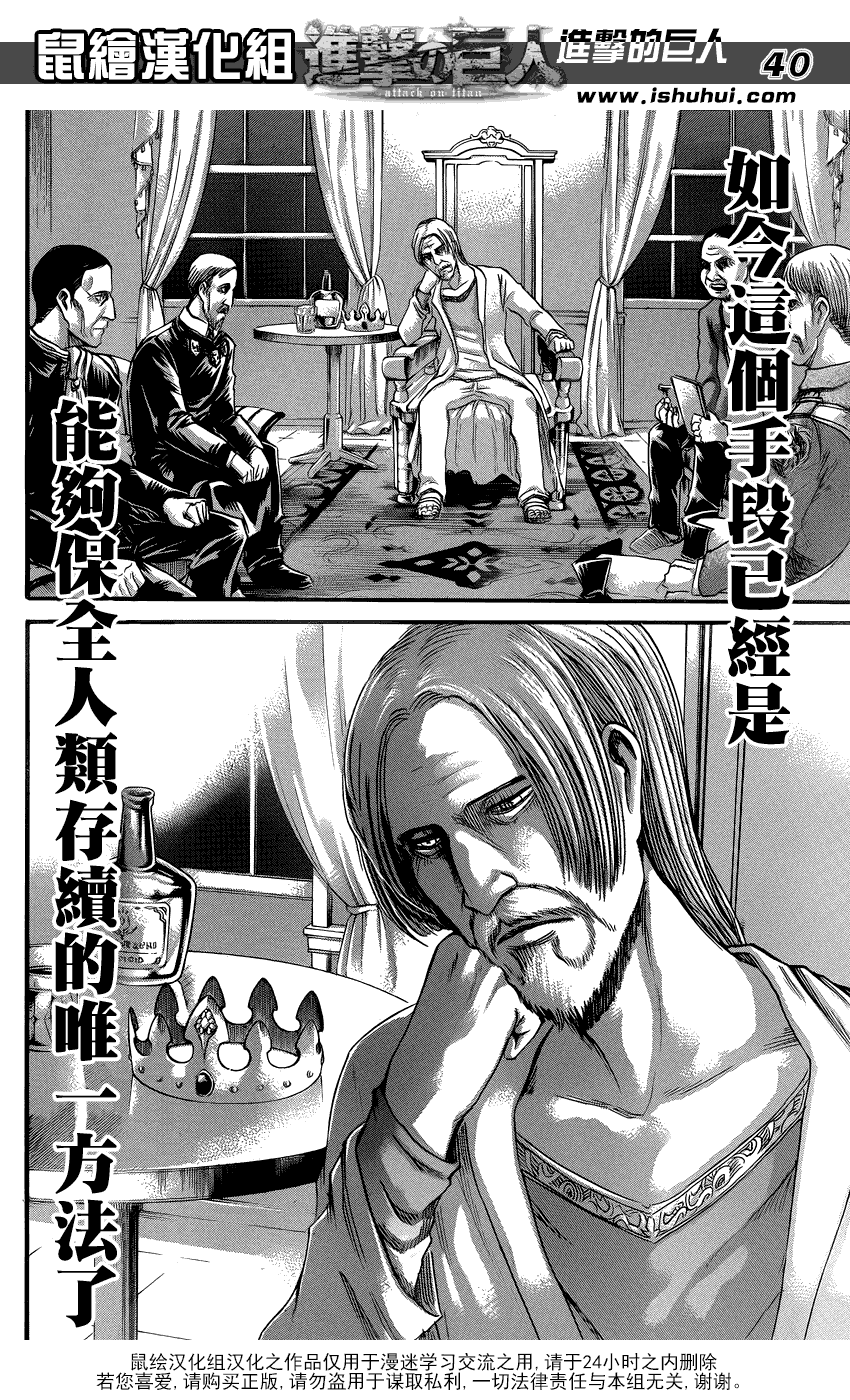 鼠繪漢化組
進撃の巨人
attack on titan
進擊的巨人
40
www.ishuhui.com
如今這個手段已經是
能夠保全人類存續的唯一方法了
鼠绘汉化组汉化之作品仅用于漫迷学习交流之用,请于24小时之内删除
若您喜爱,请购买正版,请勿盗用于谋取私利,一切法律责任与本组无关,谢谢。